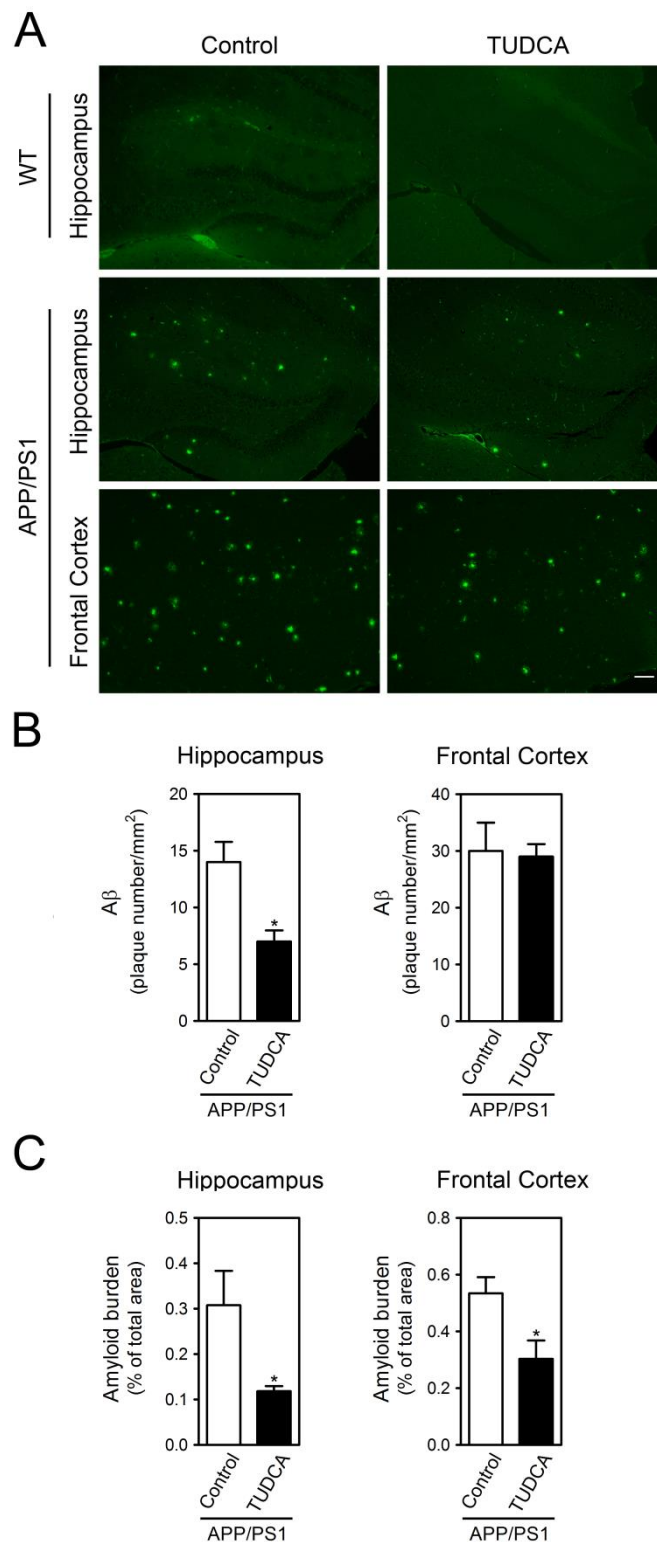 A
Control
TUDCA
WT
Hippocampus
APP/PS1
Hippocampus
Frontal Cortex
B
Hippocampus
Aβ
(plaque number/mm²)
20
15
10
5
0
Control
TUDCA
*
APP/PS1
Frontal Cortex
Aβ
(plaque number/mm²)
40
30
20
10
0
Control
TUDCA
APP/PS1
C
Hippocampus
Amyloid burden
(% of total area)
0.5
0.4
0.3
0.2
0.1
0.0
Control
TUDCA
*
APP/PS1
Frontal Cortex
Amyloid burden
(% of total area)
0.8
0.6
0.4
0.2
0.0
Control
TUDCA
*
APP/PS1